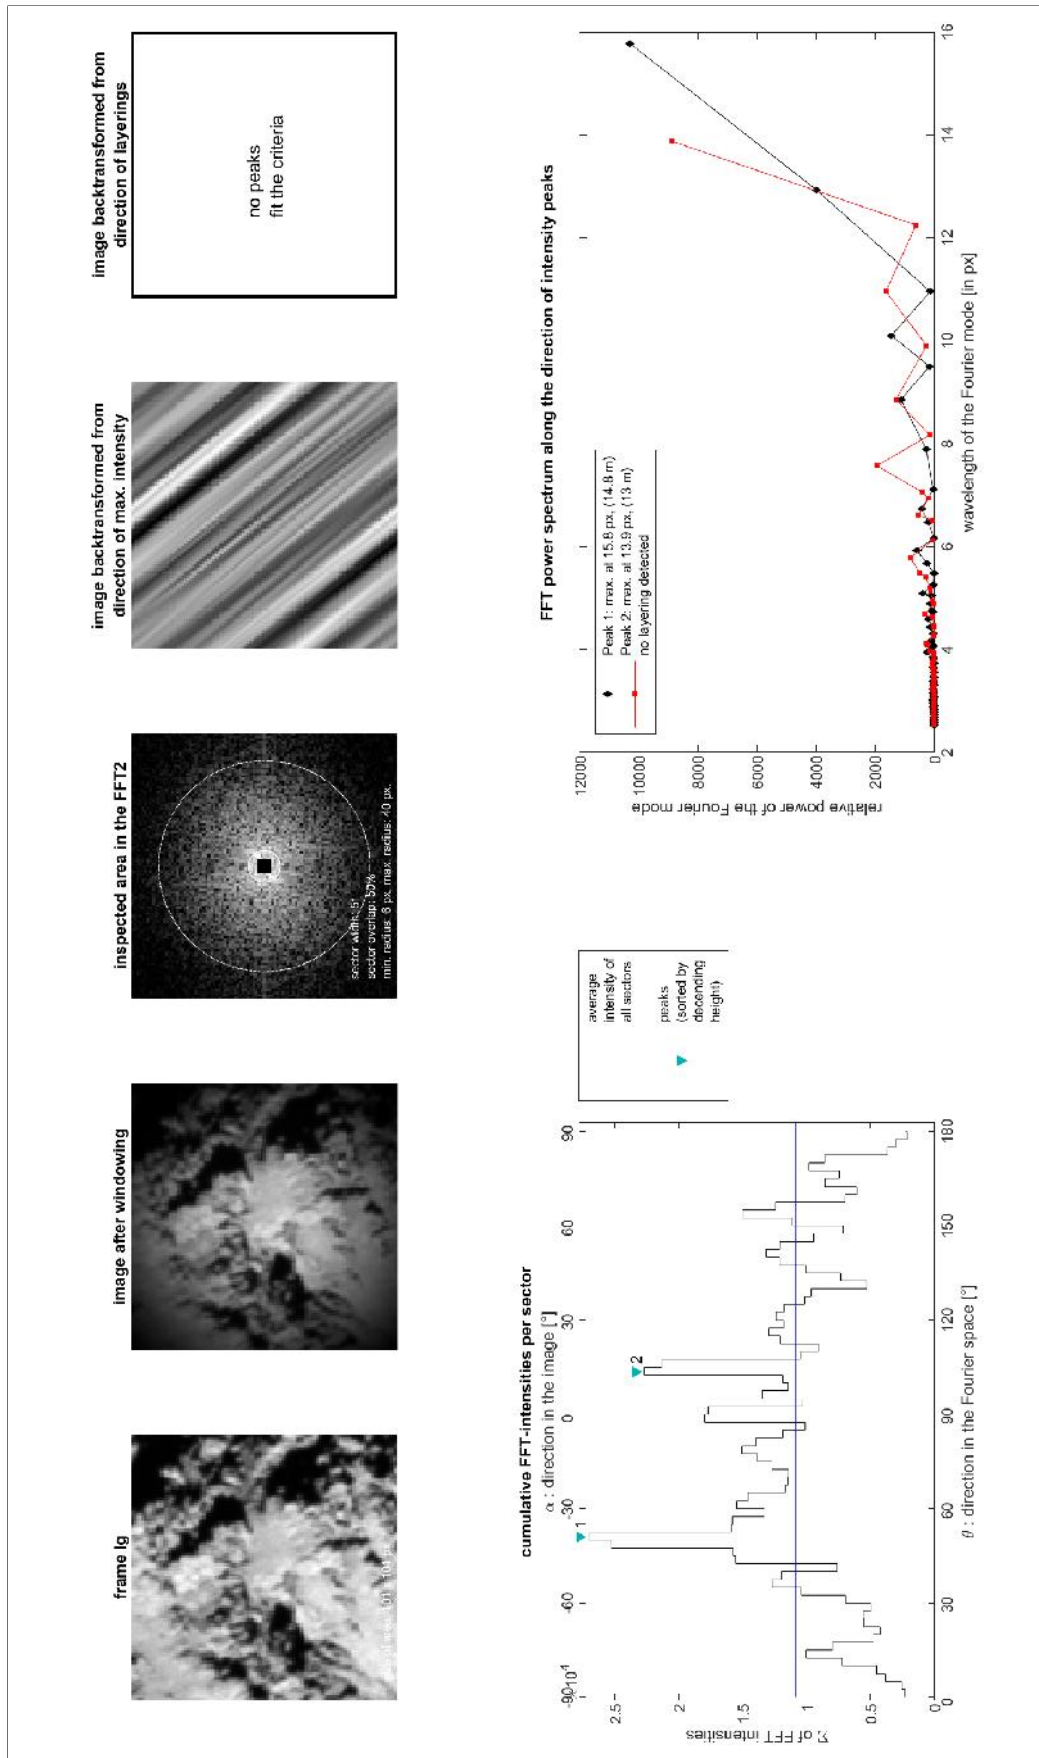 frame Ig
image after windowing
inspected area in the FFT2
image backtransformed from
direction of max. intensity
image backtransformed from
direction of layerings
sector width: 5°
sector overlap: 50%
min. radius: 6 px, max. radius: 40 px.
no peaks
fit the criteria
cumulative FFT-intensities per sector
α : direction in the image [°]
-90 -60 -30 0 30 60 90
10⁴
2.5
2
1.5
1
0.5
0
Σ of FFT intensities
1
2
0 30 60 90 120 150 180
θ : direction in the Fourier space [°]
average
intensity of
all sectors
peaks
(sorted by
decending
height)
FFT power spectrum along the direction of intensity peaks
12000
10000
8000
6000
4000
2000
0
relative power of the Fourier mode
Peak 1: max. at 15.8 px, (14.8 m)
Peak 2: max. at 13.9 px, (13 m)
no layering detected
2 4 6 8 10 12 14 16
wavelength of the Fourier mode [in px]